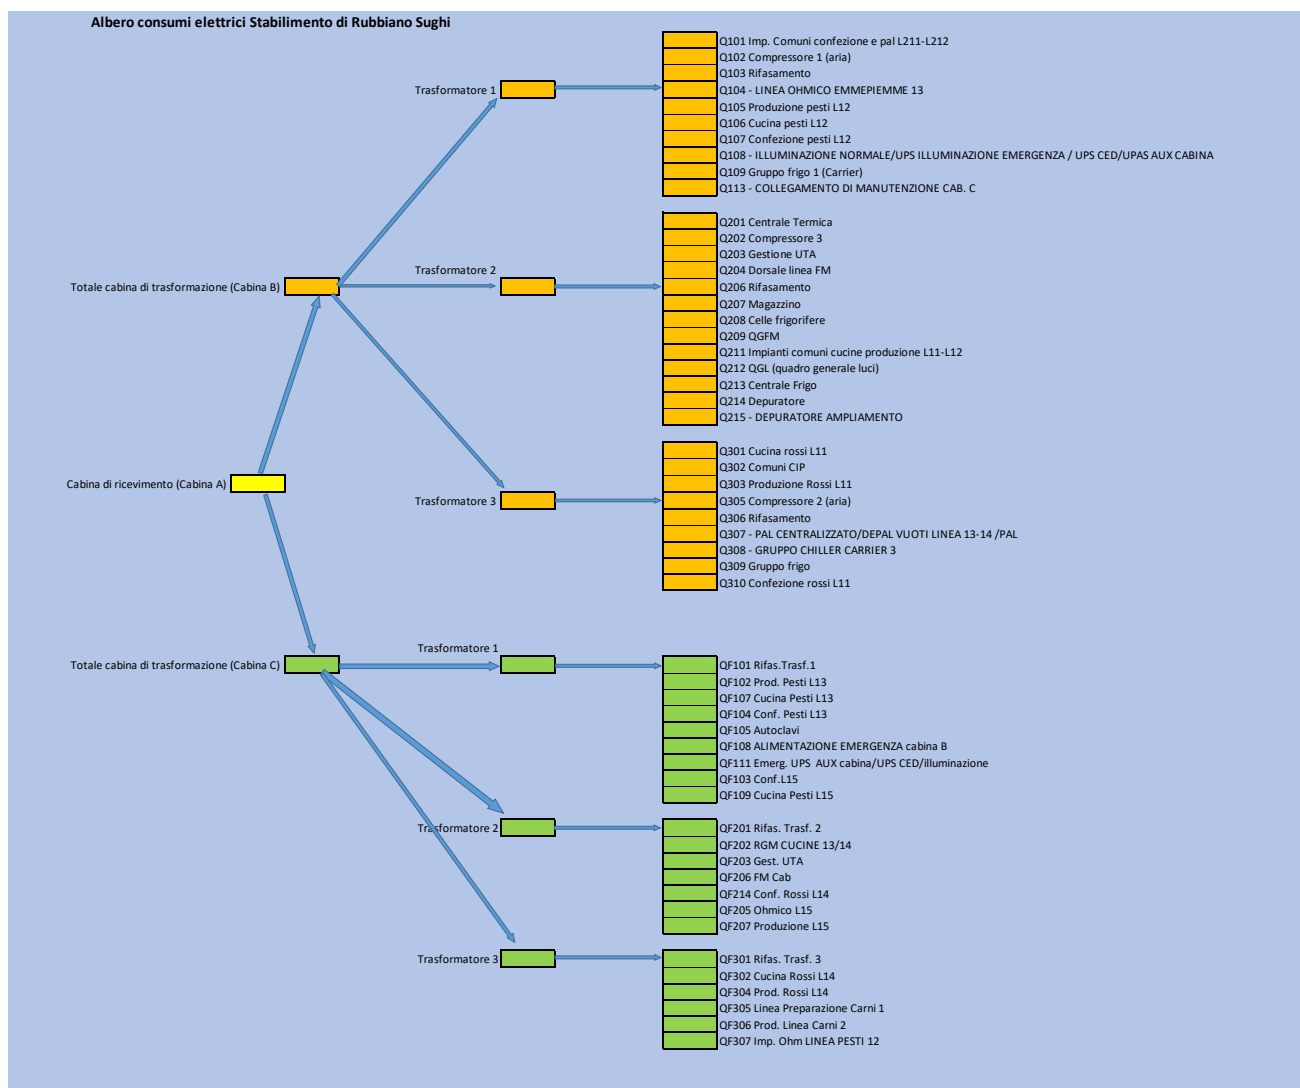 Albero consumi elettrici Stabilimento di Rubbiano Sughi
Trasformatore 1
Q101 Imp. Comuni confezione e pal L211-L212
Q102 Compressore 1 (aria)
Q103 Rifasamento
Q104 - LINEA OHMICO EMMEPIEMME 13
Q105 Produzione pesti L12
Q106 Cucina pesti L12
Q107 Confezione pesti L12
Q108 - ILLUMINAZIONE NORMALE/UPS ILLUMINAZIONE EMERGENZA / UPS CED/UPAS AUX CABINA
Q109 Gruppo frigo 1 (Carrier)
Q113 - COLLEGAMENTO DI MANUTENZIONE CAB. C
Totale cabina di trasformazione (Cabina B)
Trasformatore 2
Q201 Centrale Termica
Q202 Compressore 3
Q203 Gestione UTA
Q204 Dorsale linea FM
Q206 Rifasamento
Q207 Magazzino
Q208 Celle frigorifere
Q209 QGFM
Q211 Impianti comuni cucine produzione L11-L12
Q212 QGL (quadro generale luci)
Q213 Centrale Frigo
Q214 Depuratore
Q215 - DEPURATORE AMPLIAMENTO
Cabina di ricevimento (Cabina A)
Trasformatore 3
Q301 Cucina rossi L11
Q302 Comuni CIP
Q303 Produzione Rossi L11
Q305 Compressore 2 (aria)
Q306 Rifasamento
Q307 - PAL CENTRALIZZATO/DEPAL VUOTI LINEA 13-14 /PAL
Q308 - GRUPPO CHILLER CARRIER 3
Q309 Gruppo frigo
Q310 Confezione rossi L11
Totale cabina di trasformazione (Cabina C)
Trasformatore 1
QF101 Rifas.Trasf.1
QF102 Prod. Pesti L13
QF107 Cucina Pesti L13
QF104 Conf. Pesti L13
QF105 Autoclavi
QF108 ALIMENTAZIONE EMERGENZA cabina B
QF111 Emerg. UPS  AUX cabina/UPS CED/illuminazione
QF103 Conf.L15
QF109 Cucina Pesti L15
Trasformatore 2
QF201 Rifas. Trasf. 2
QF202 RGM CUCINE 13/14
QF203 Gest. UTA
QF206 FM Cab
QF214 Conf. Rossi L14
QF205 Ohmico L15
QF207 Produzione L15
Trasformatore 3
QF301 Rifas. Trasf. 3
QF302 Cucina Rossi L14
QF304 Prod. Rossi L14
QF305 Linea Preparazione Carni 1
QF306 Prod. Linea Carni 2
QF307 Imp. Ohm LINEA PESTI 12